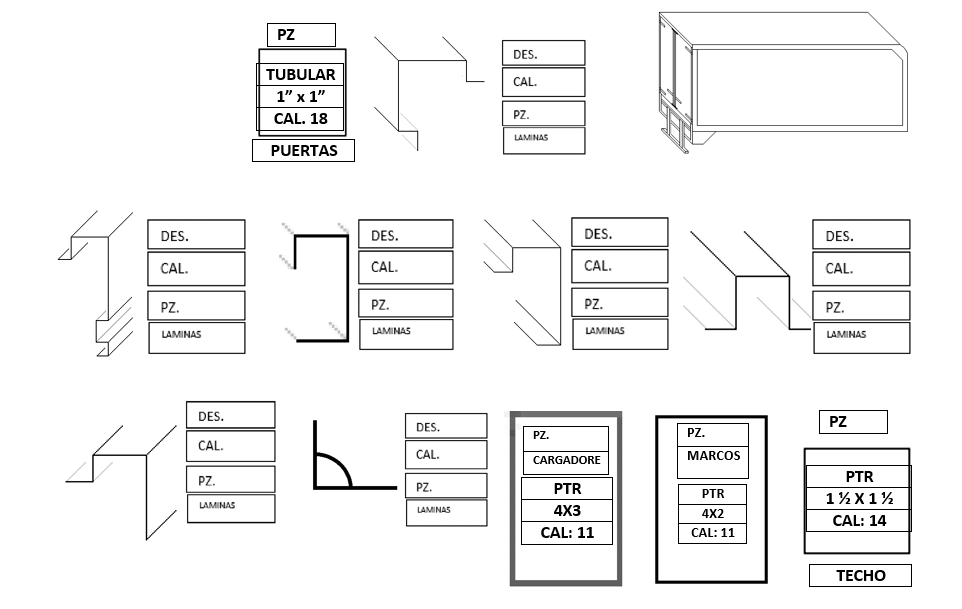 PZ
TUBULAR
1” x 1”
CAL. 18
PUERTAS
DES.
CAL.
PZ.
LAMINAS
DES.
CAL.
PZ.
LAMINAS
DES.
CAL.
PZ.
LAMINAS
DES.
CAL.
PZ.
LAMINAS
DES.
CAL.
PZ.
LAMINAS
DES.
CAL.
PZ.
LAMINAS
DES.
CAL.
PZ.
LAMINAS
PZ.
CARGADORE
PTR
4X3
CAL: 11
PZ.
MARCOS
PTR
4X2
CAL: 11
PZ
PTR
1 ½ X 1 ½
CAL: 14
TECHO